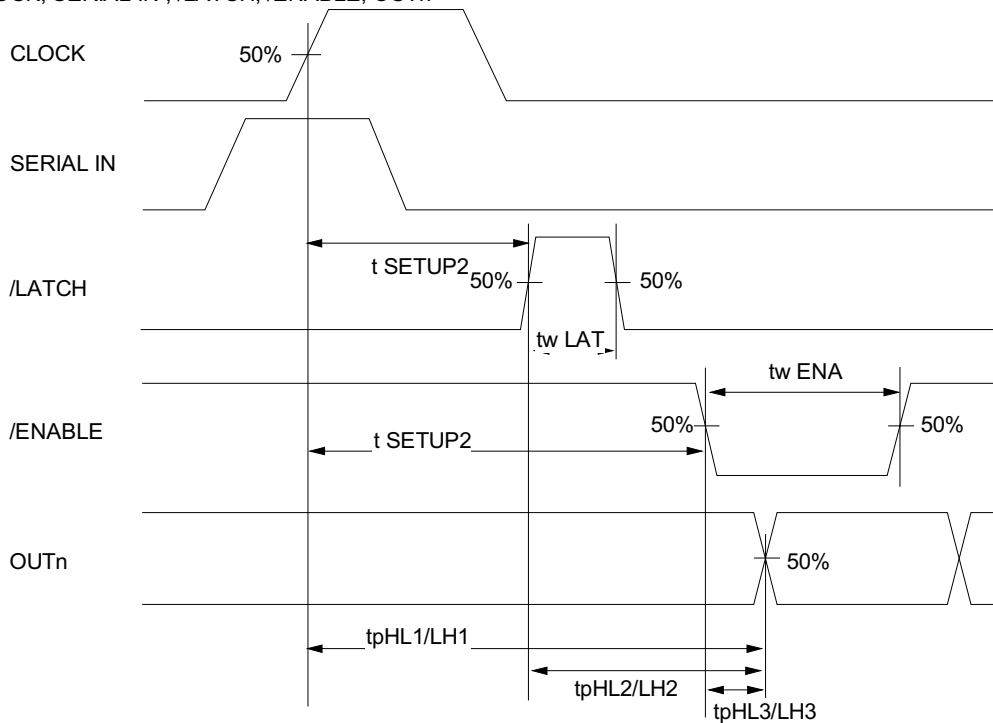 CLOCK
50%
SERIAL IN
t SETUP2
/LATCH
50%
50%
tw LAT
tw ENA
/ENABLE
50%
50%
t SETUP2
OUTn
50%
tpHL1/LH1
tpHL2/LH2
tpHL3/LH3